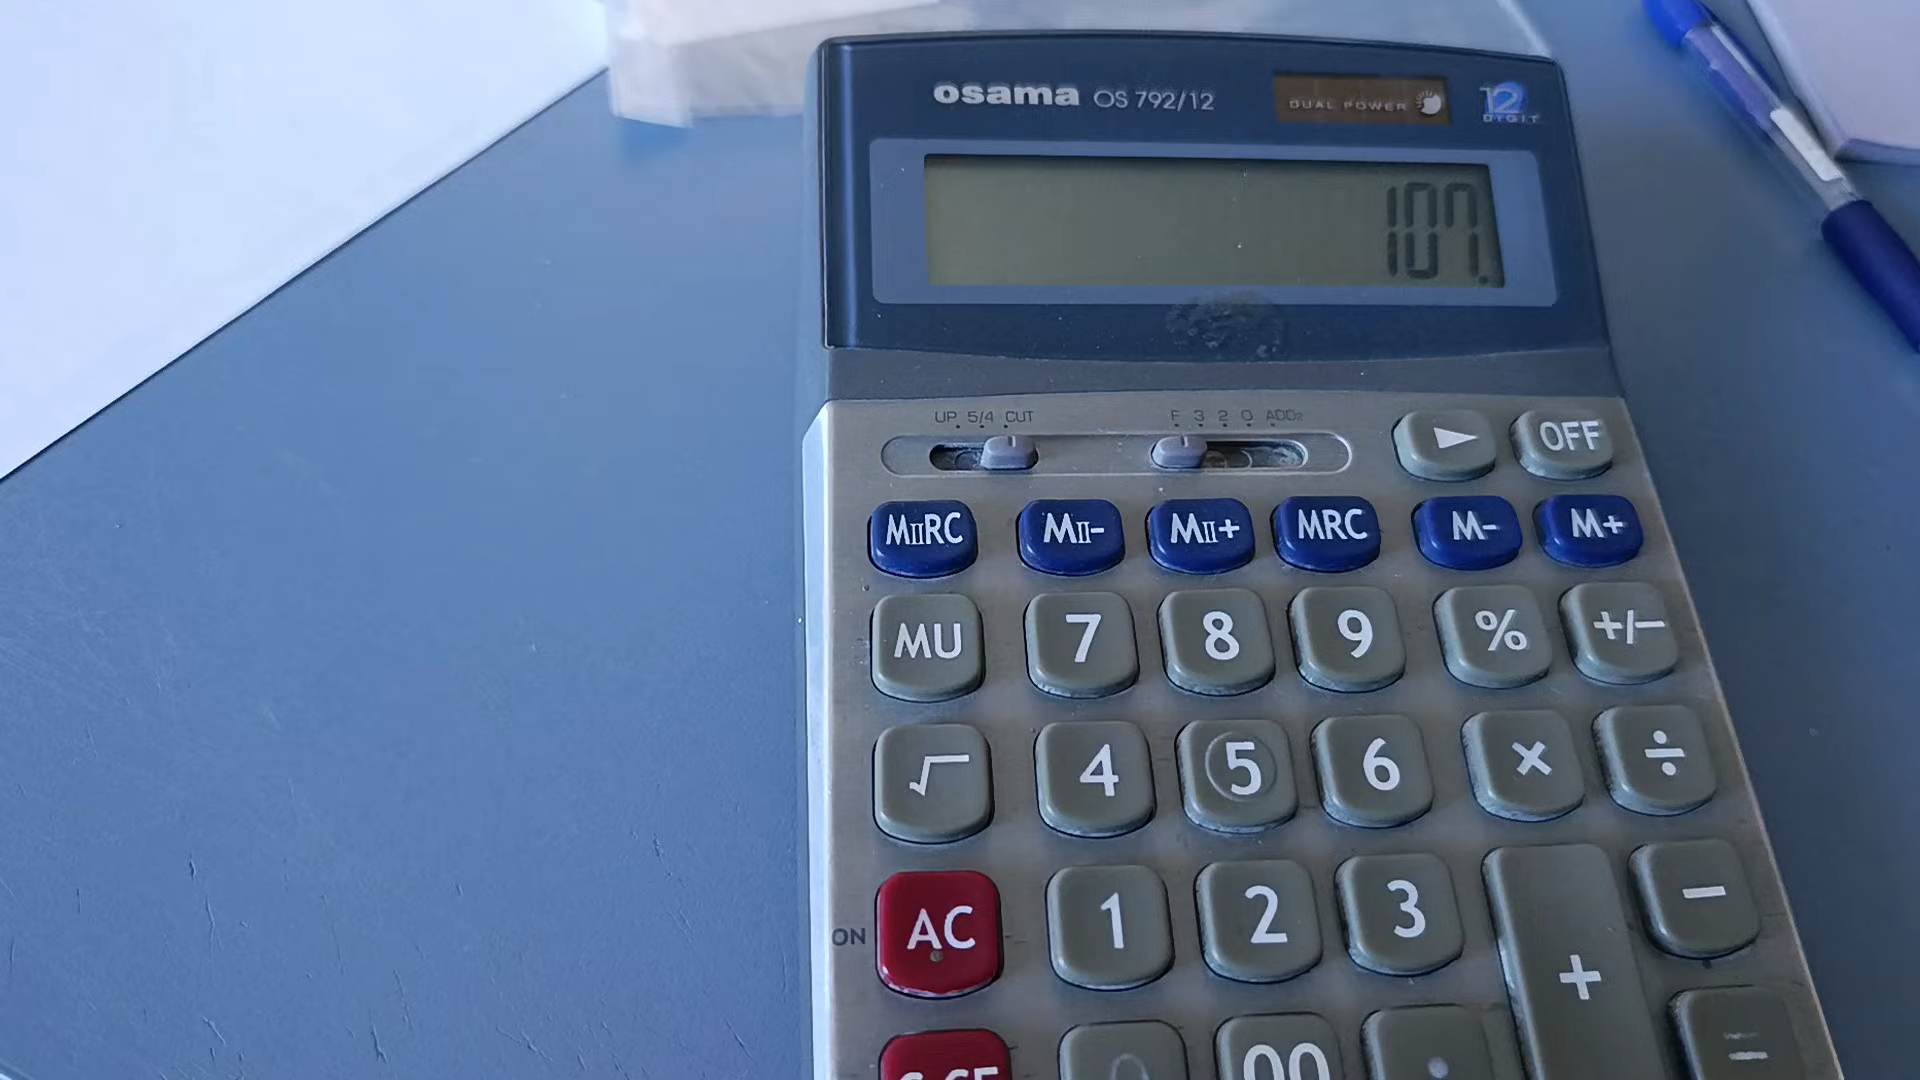 osama OS 792/12
DUAL POWER
12 DIGIT
107.
UP 5/4 CUT
F 3 2 0 ADD2
▶ OFF
MIIRC MII- MII+ MRC M- M+
MU 7 8 9 % +/−
√ 4 5 6 × ÷
ON AC 1 2 3 + −
0 00 . =